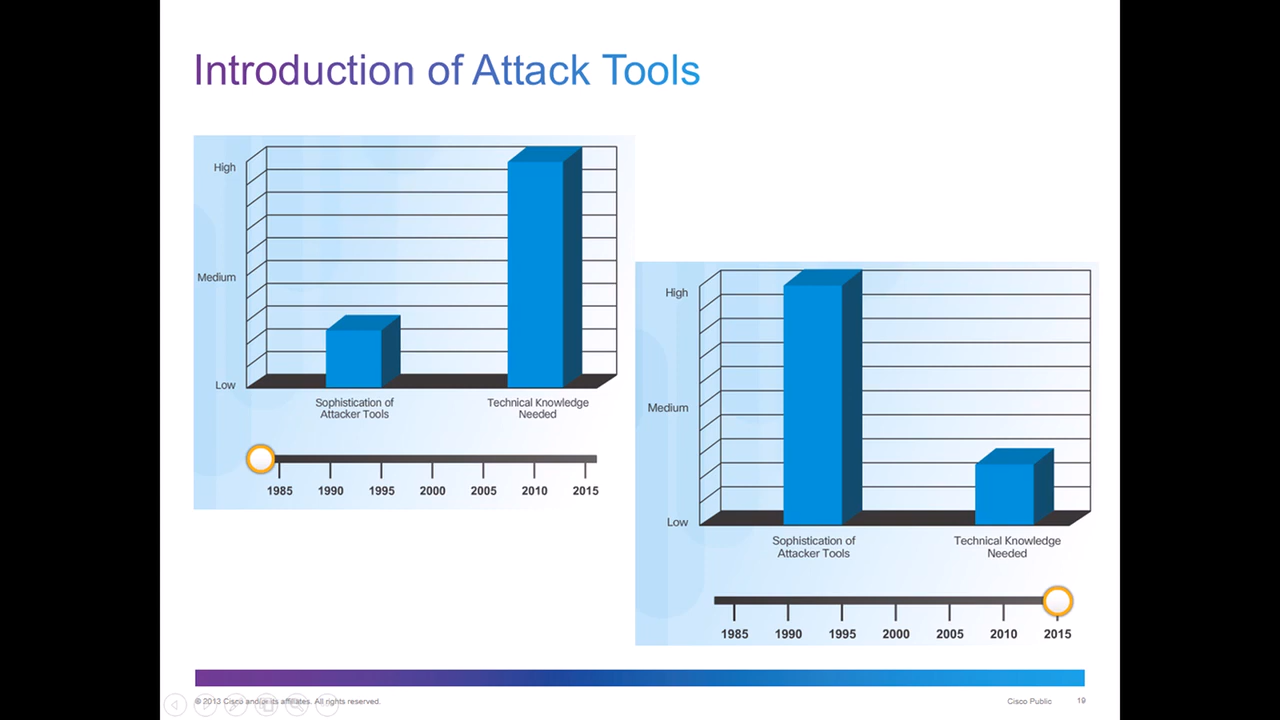 Introduction of Attack Tools
High
Medium
Low
Sophistication of
Attacker Tools
Technical Knowledge
Needed
1985 1990 1995 2000 2005 2010 2015
High
Medium
Low
Sophistication of
Attacker Tools
Technical Knowledge
Needed
1985 1990 1995 2000 2005 2010 2015
© 2013 Cisco and/or its affiliates. All rights reserved.
Cisco Public
19